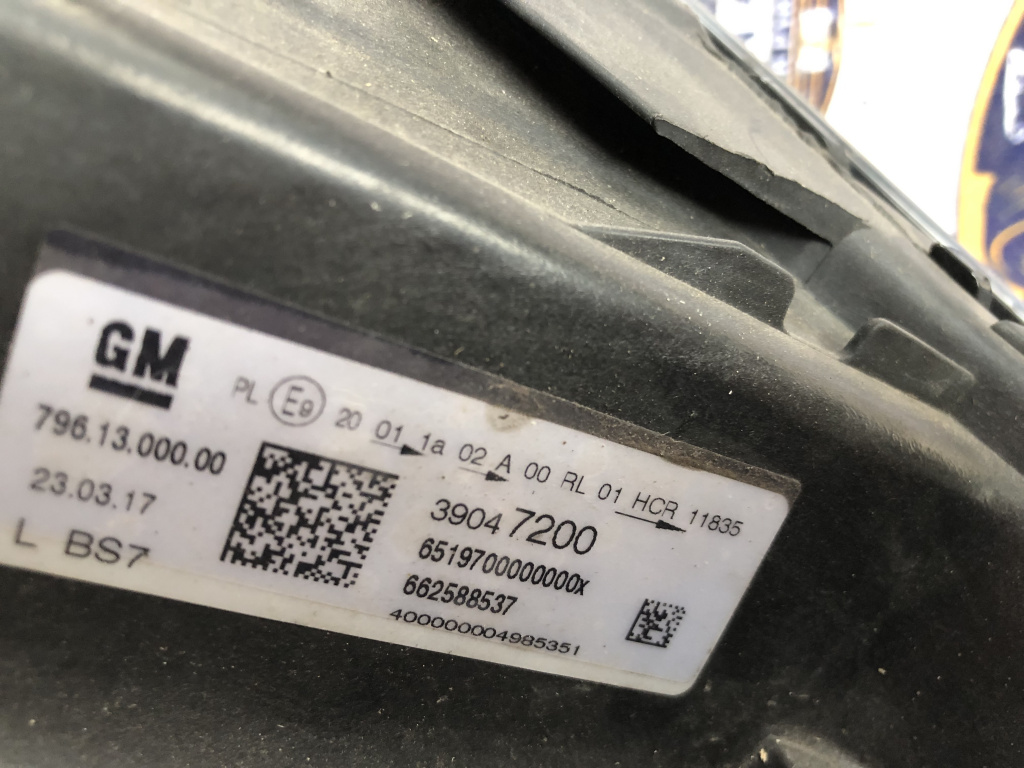 GM
PL E9 20 01 1a 02 A 00 RL 01 HCR 11835
796.13.000.00
23.03.17
L BS7
39047200
6519700000000X
662588537
400000004985351